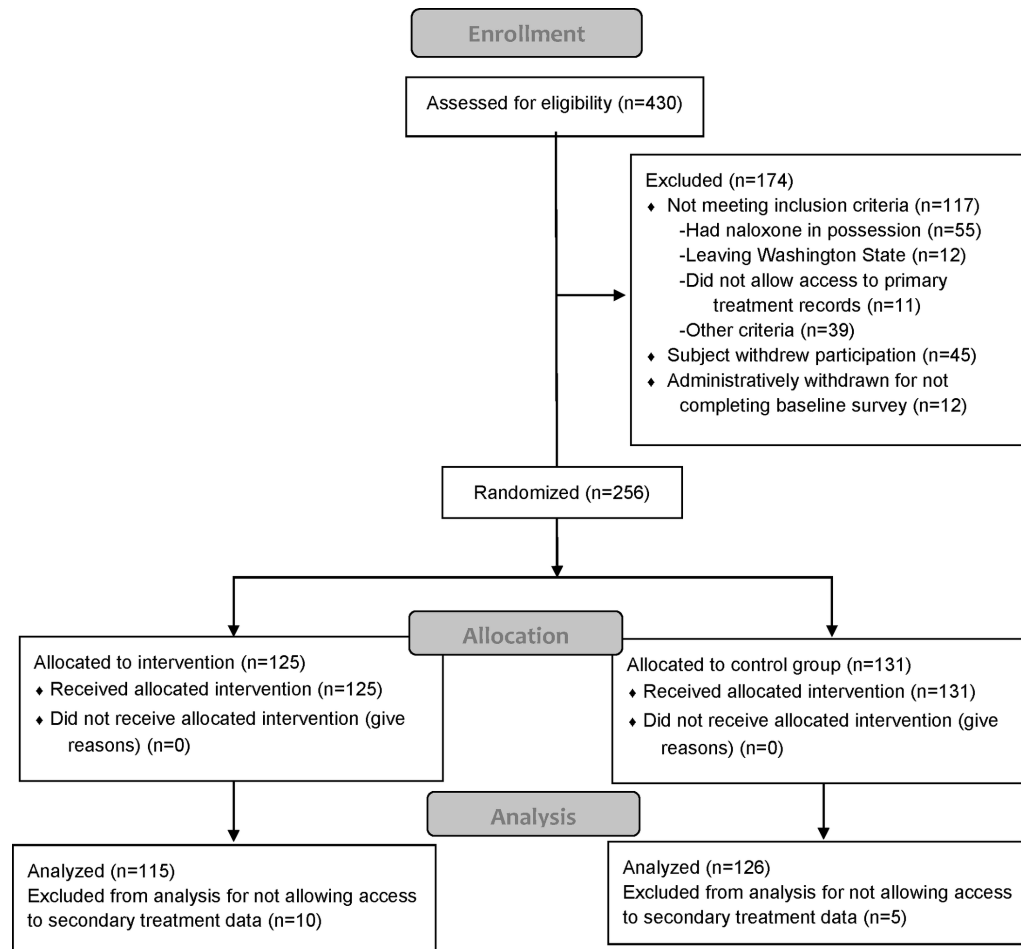 Enrollment
Assessed for eligibility (n=430)
Excluded (n=174)
♦ Not meeting inclusion criteria (n=117)
-Had naloxone in possession (n=55)
-Leaving Washington State (n=12)
-Did not allow access to primary
treatment records (n=11)
-Other criteria (n=39)
♦ Subject withdrew participation (n=45)
♦ Administratively withdrawn for not
completing baseline survey (n=12)
Randomized (n=256)
Allocation
Allocated to intervention (n=125)
♦ Received allocated intervention (n=125)
♦ Did not receive allocated intervention (give
reasons) (n=0)
Allocated to control group (n=131)
♦ Received allocated intervention (n=131)
♦ Did not receive allocated intervention (give
reasons) (n=0)
Analysis
Analyzed (n=115)
Excluded from analysis for not allowing access
to secondary treatment data (n=10)
Analyzed (n=126)
Excluded from analysis for not allowing access
to secondary treatment data (n=5)